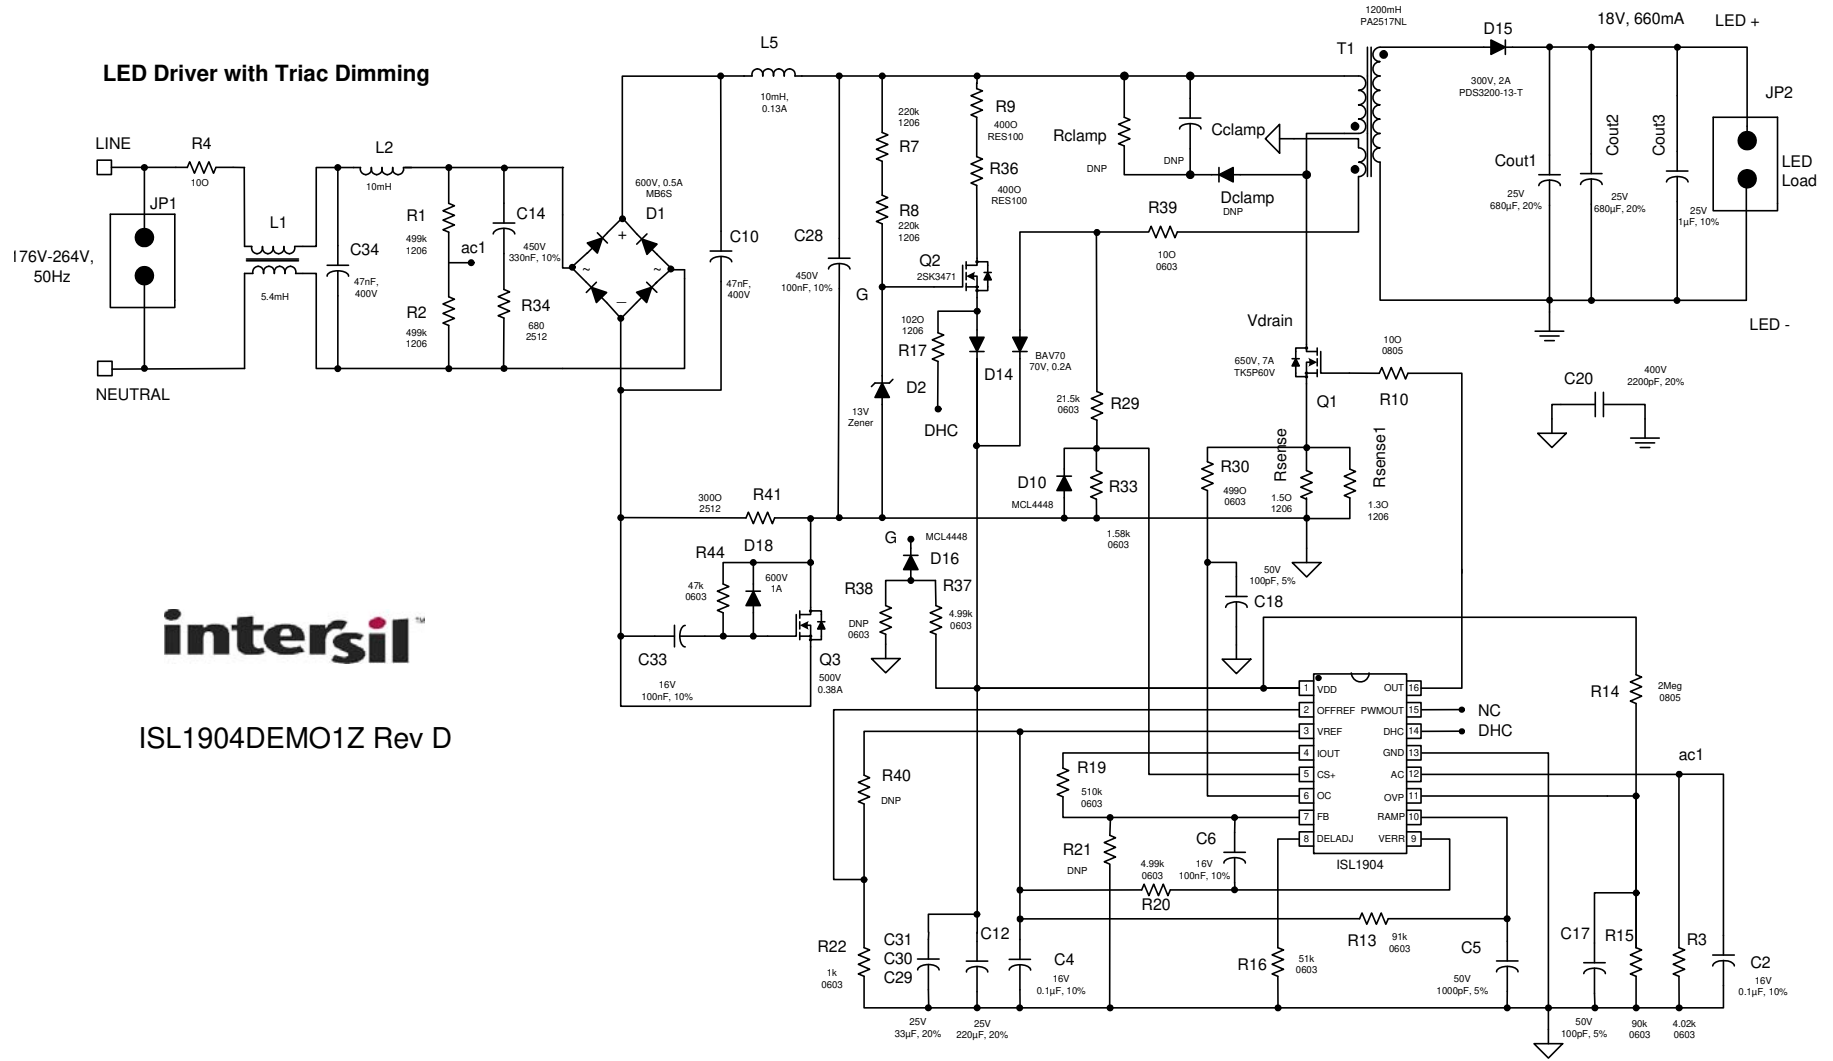 LED Driver with Triac Dimming
LINE
R4
10O
JP1
176V-264V,
50Hz
NEUTRAL
L1
5.4mH
C34
47nF,
400V
L2
10mH
R1
499k
1206
ac1
R2
499k
1206
C14
450V
330nF, 10%
R34
680
2512
600V, 0.5A
MB6S
D1
+
~
~
_
C10
47nF,
400V
L5
10mH,
0.13A
C28
450V
100nF, 10%
220k
1206
R7
R8
220k
1206
G
R9
400O
RES100
R36
400O
RES100
Q2
2SK3471
102O
1206
R17
D2
13V
Zener
DHC
D14
BAV70
70V, 0.2A
Rclamp
DNP
Cclamp
DNP
Dclamp
DNP
R39
10O
0603
21.5k
0603
R29
D10
MCL4448
R33
1.58k
0603
1200mH
PA2517NL
T1
D15
300V, 2A
PDS3200-13-T
18V, 660mA
LED +
JP2
LED
Load
LED -
Cout1
25V
680µF, 20%
Cout2
25V
680µF, 20%
Cout3
25V
1µF, 10%
Vdrain
650V, 7A
TK5P60V
Q1
10O
0805
R10
C20
400V
2200pF, 20%
R30
499O
0603
Rsense
1.5O
1206
Rsense1
1.3O
1206
50V
100pF, 5%
C18
300O
2512
R41
R44
47k
0603
D18
600V
1A
C33
16V
100nF, 10%
Q3
500V
0.38A
G
MCL4448
D16
R38
DNP
0603
R37
4.99k
0603
intersil™
ISL1904DEMO1Z Rev D
1 VDD
2 OFFREF
3 VREF
4 IOUT
5 CS+
6 OC
7 FB
8 DELADJ
OUT 16
PWMOUT 15
DHC 14
GND 13
AC 12
OVP 11
RAMP 10
VERR 9
ISL1904
NC
DHC
R14
2Meg
0805
ac1
R40
DNP
R19
510k
0603
R21
DNP
C6
16V
100nF, 10%
4.99k
0603
R20
R22
1k
0603
C31
C30
C29
25V
33µF, 20%
C12
25V
220µF, 20%
C4
16V
0.1µF, 10%
R16
51k
0603
R13
91k
0603
C5
50V
1000pF, 5%
C17
50V
100pF, 5%
R15
90k
0603
R3
4.02k
0603
C2
16V
0.1µF, 10%